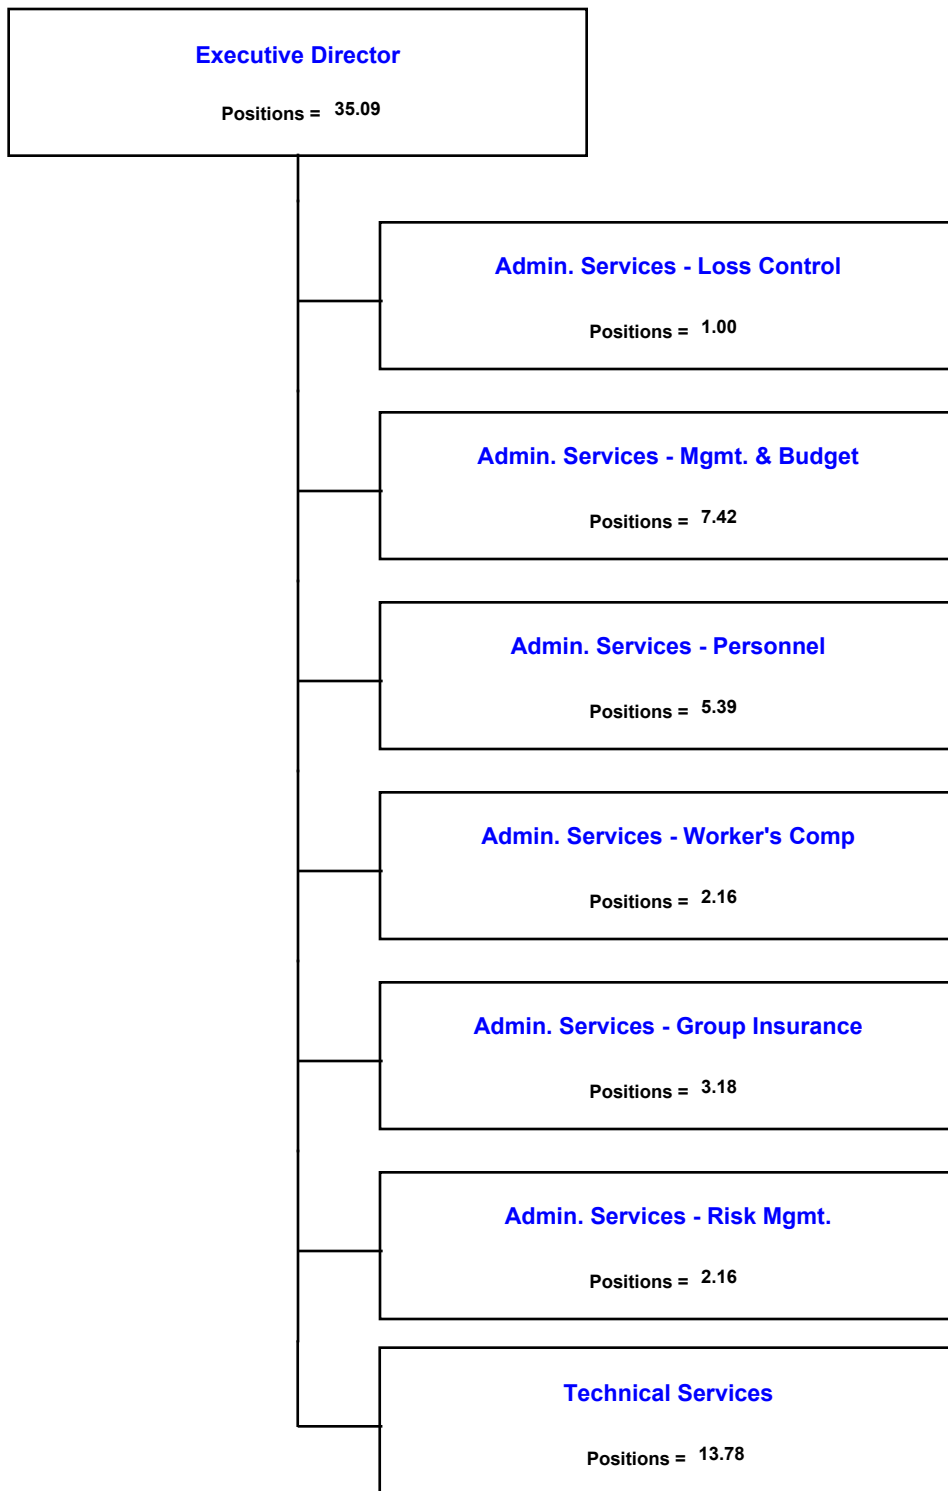 Executive Director
Positions = 35.09
Admin. Services - Loss Control
Positions = 1.00
Admin. Services - Mgmt. & Budget
Positions = 7.42
Admin. Services - Personnel
Positions = 5.39
Admin. Services - Worker's Comp
Positions = 2.16
Admin. Services - Group Insurance
Positions = 3.18
Admin. Services - Risk Mgmt.
Positions = 2.16
Technical Services
Positions = 13.78